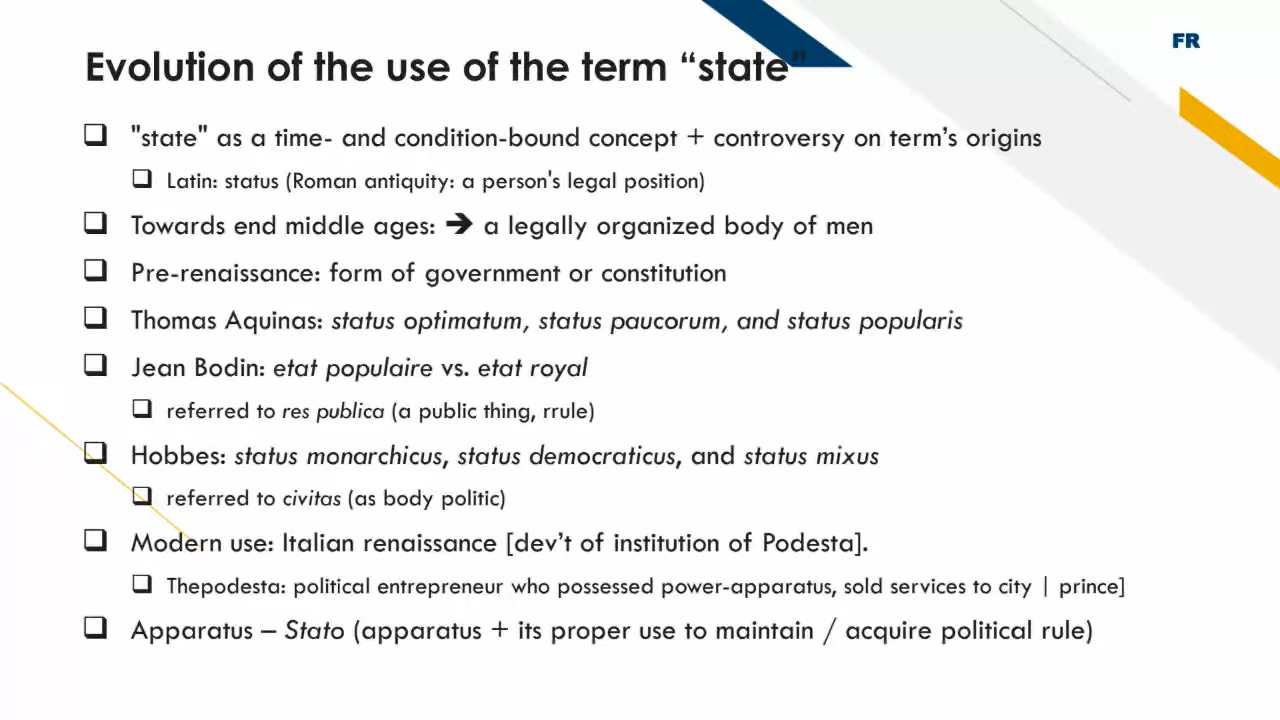 FR
Evolution of the use of the term “state”
"state" as a time- and condition-bound concept + controversy on term’s origins
Latin: status (Roman antiquity: a person's legal position)
Towards end middle ages: ➔ a legally organized body of men
Pre-renaissance: form of government or constitution
Thomas Aquinas: status optimatum, status paucorum, and status popularis
Jean Bodin: etat populaire vs. etat royal
referred to res publica (a public thing, rrule)
Hobbes: status monarchicus, status democraticus, and status mixus
referred to civitas (as body politic)
Modern use: Italian renaissance [dev’t of institution of Podesta].
Thepodesta: political entrepreneur who possessed power-apparatus, sold services to city | prince]
Apparatus – Stato (apparatus + its proper use to maintain / acquire political rule)